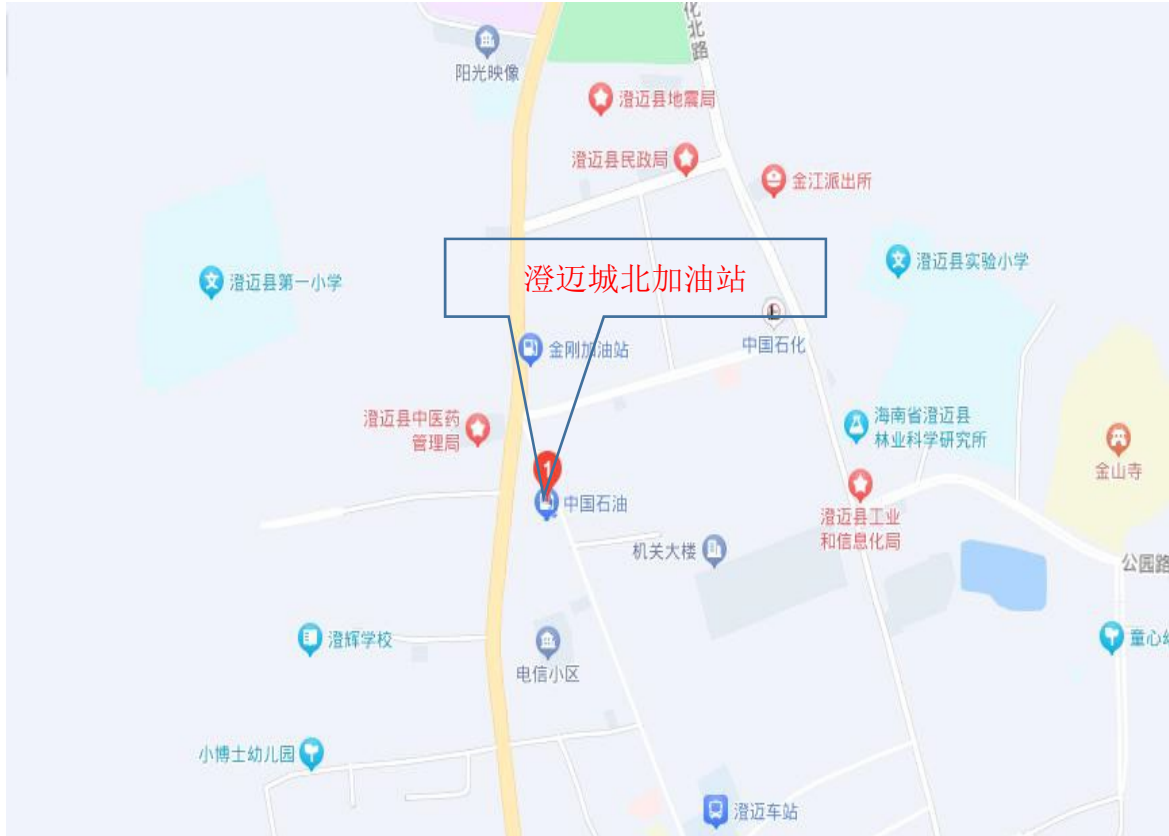 化北路
阳光映像
澄迈县地震局
澄迈县民政局
金江派出所
澄迈城北加油站
澄迈县实验小学
澄迈县第一小学
金刚加油站
中国石化
澄迈县中医药
管理局
海南省澄迈县
林业科学研究所
金山寺
1
中国石油
澄迈县工业
和信息化局
机关大楼
公园路
澄辉学校
童心幼
电信小区
小博士幼儿园
澄迈车站